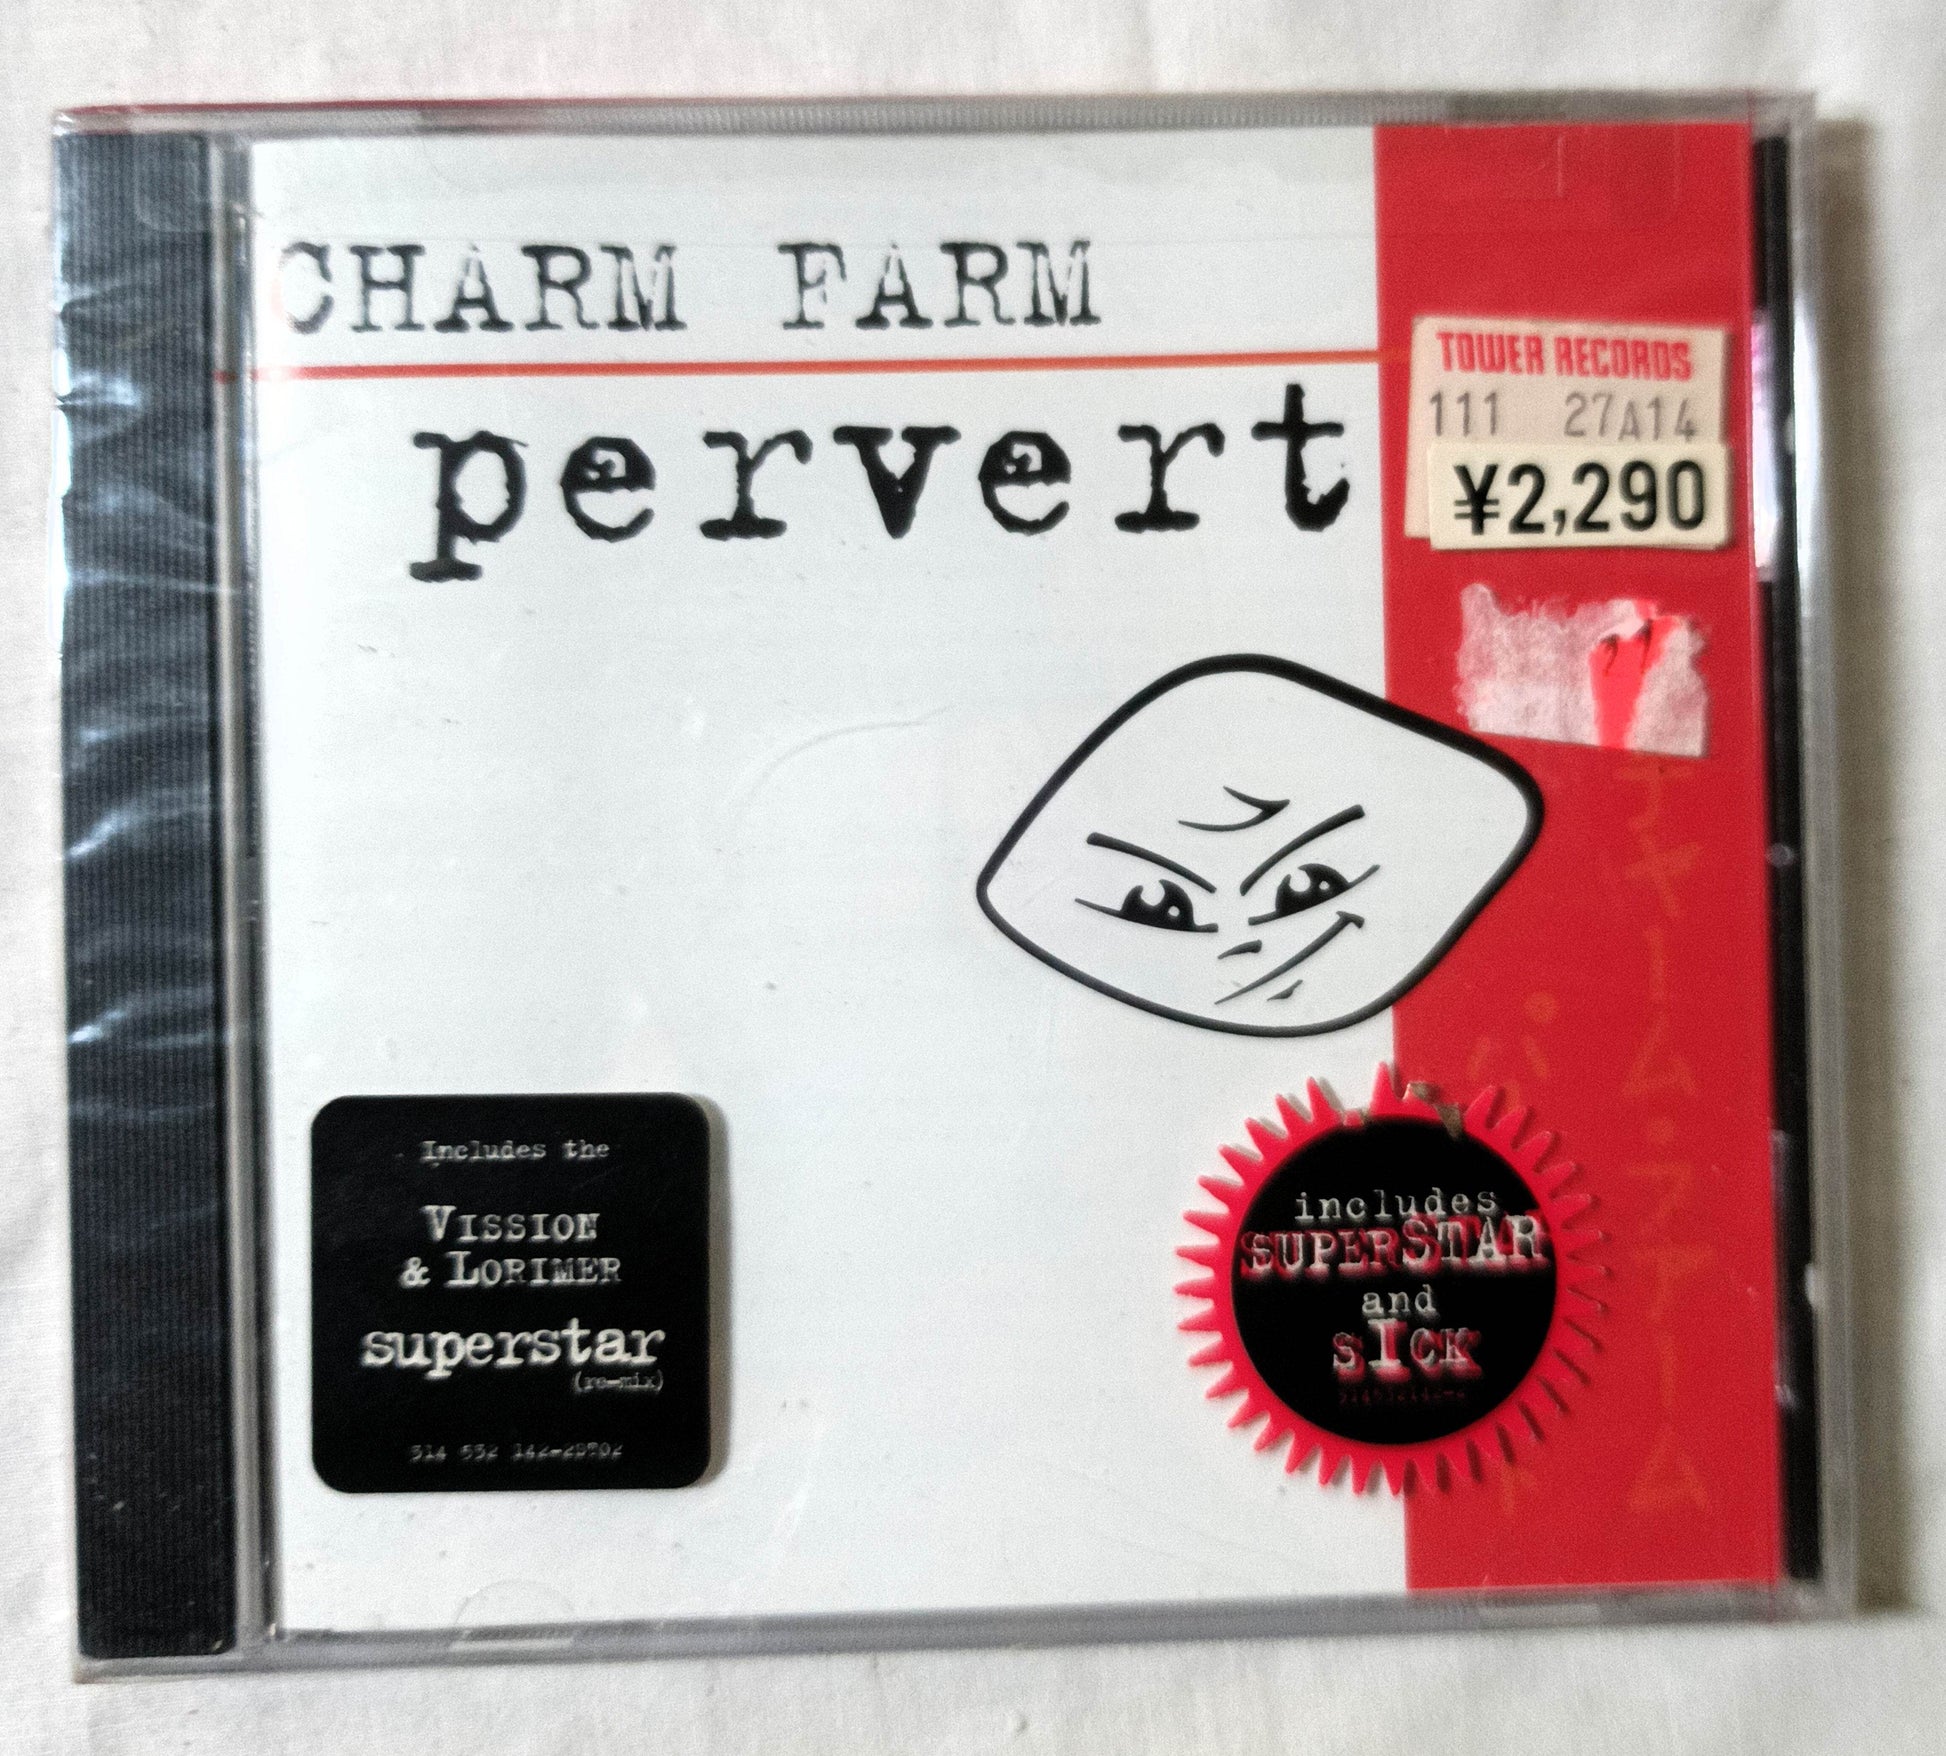 CHARM FARM
pervert
TOWER RECORDS
111 27A14
¥2,290
Includes the
VISSION
& LORIMER
superstar
(re-mix)
includes
SUPERSTAR
and
sICK